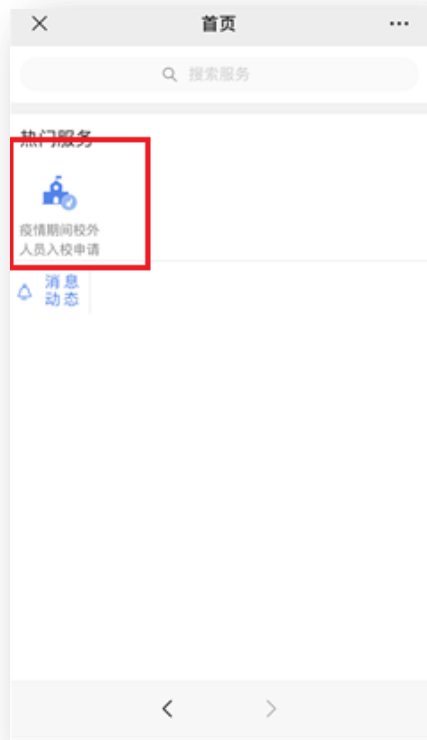 首页
搜索服务
热门服务
疫情期间校外
人员入校申请
消息
动态